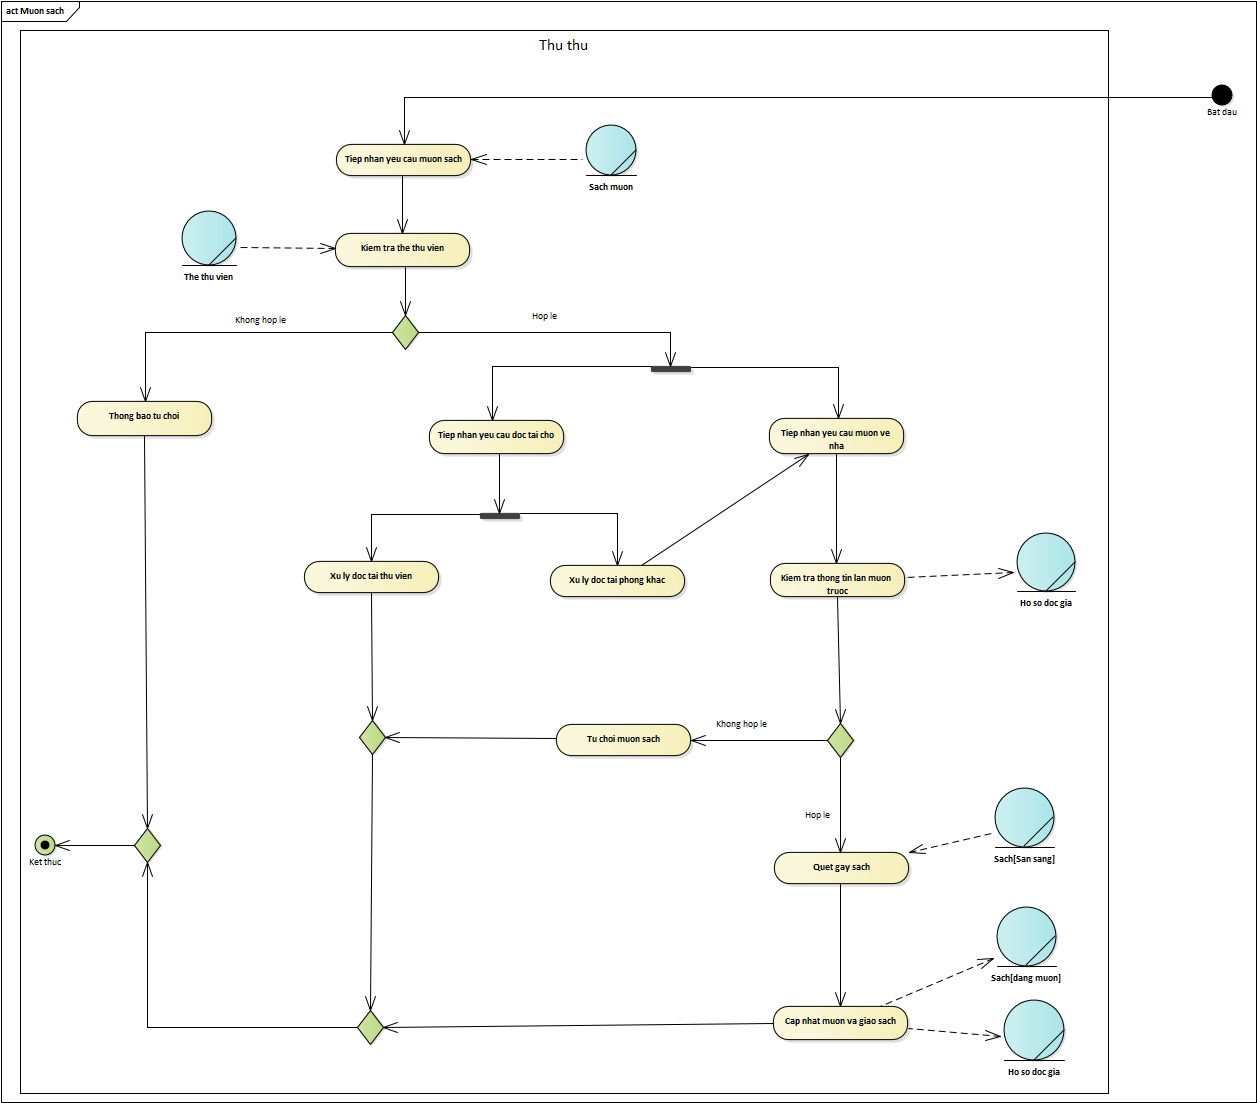 act Muon sach
Thu thu
Bat dau
Tiep nhan yeu cau muon sach
Sach muon
Kiem tra the thu vien
The thu vien
Khong hop le
Hop le
Thong bao tu choi
Tiep nhan yeu cau doc tai cho
Tiep nhan yeu cau muon ve
nha
Xu ly doc tai thu vien
Xu ly doc tai phong khac
Kiem tra thong tin lan muon
truoc
Ho so doc gia
Khong hop le
Tu choi muon sach
Hop le
Sach[San sang]
Ket thuc
Quet gay sach
Sach[dang muon]
Cap nhat muon va giao sach
Ho so doc gia